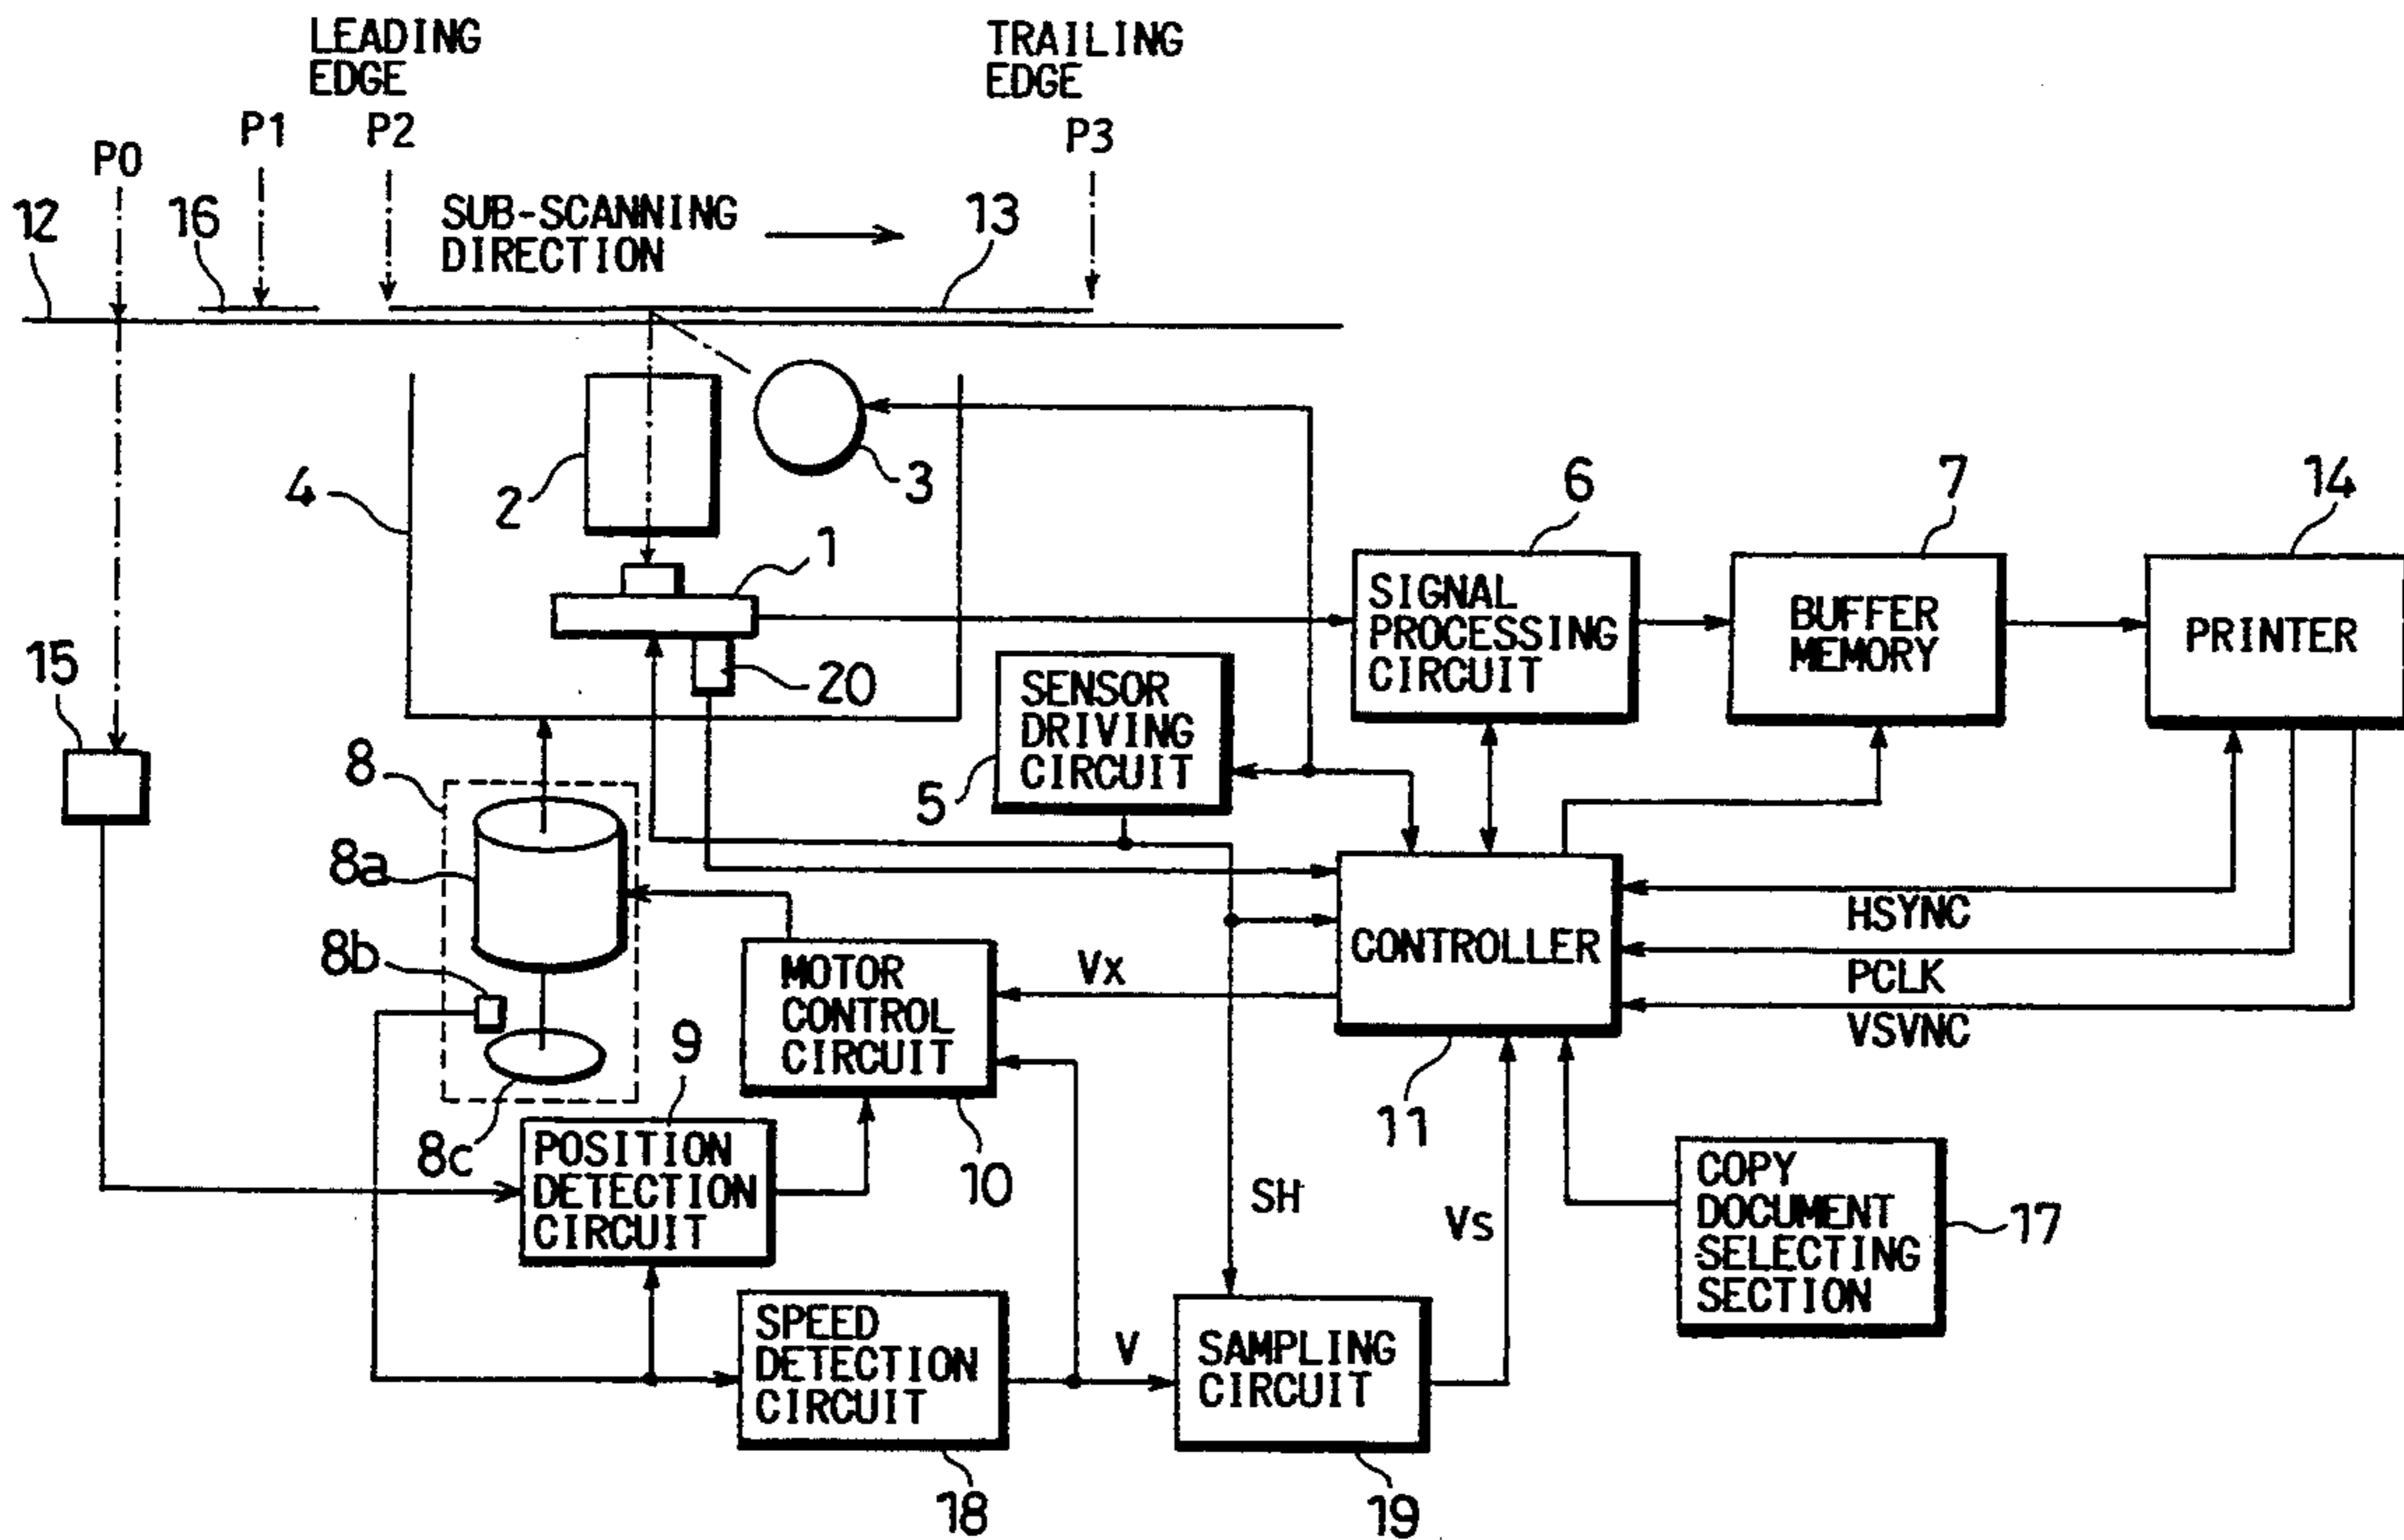 LEADING
EDGE
TRAILING
EDGE
P0
P1
P2
P3
12
16
SUB-SCANNING
DIRECTION
13
4
2
3
1
20
15
6
7
14
SIGNAL
PROCESSING
CIRCUIT
BUFFER
MEMORY
PRINTER
SENSOR
DRIVING
CIRCUIT
5
8
8a
8b
8c
MOTOR
CONTROL
CIRCUIT
10
Vx
CONTROLLER
11
HSYNC
PCLK
VSVNC
9
POSITION
DETECTION
CIRCUIT
SH
Vs
COPY
DOCUMENT
SELECTING
SECTION
17
SPEED
DETECTION
CIRCUIT
18
V
SAMPLING
CIRCUIT
19